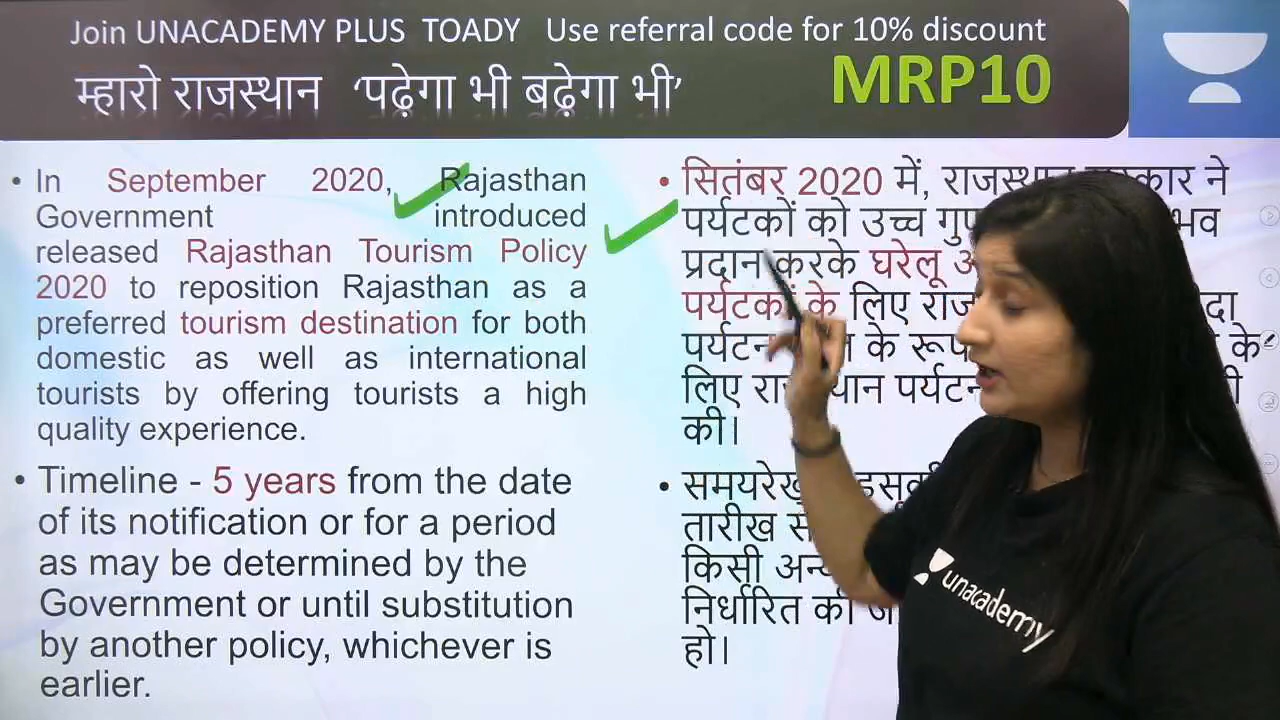 Join UNACADEMY PLUS TOADY Use referral code for 10% discount
म्हारो राजस्थान 'पढ़ेगा भी बढ़ेगा भी'
MRP10
• In September 2020, Rajasthan
Government introduced
released Rajasthan Tourism Policy
2020 to reposition Rajasthan as a
preferred tourism destination for both
domestic as well as international
tourists by offering tourists a high
quality experience.
• Timeline - 5 years from the date
of its notification or for a period
as may be determined by the
Government or until substitution
by another policy, whichever is
earlier.
• सितंबर 2020 में, राजस्थान ने
पर्यटकों को उच्च
प्रदान करके घरेलू
पर्यटकों के लिए
के
लिए पर्यटन
की।
•
तारीख
किसी
निर्धारित की
हो।
unacademy